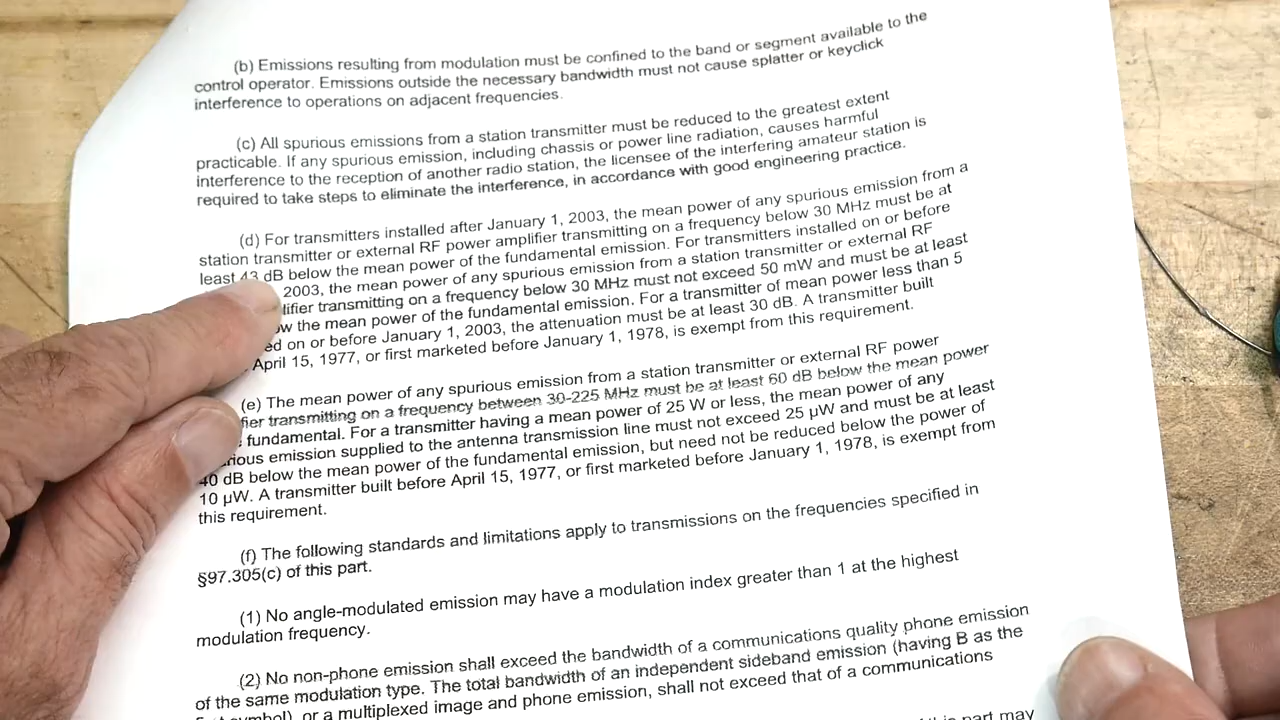 (b) Emissions resulting from modulation must be confined to the band or segment available to the
control operator. Emissions outside the necessary bandwidth must not cause splatter or keyclick
interference to operations on adjacent frequencies.
(c) All spurious emissions from a station transmitter must be reduced to the greatest extent
practicable. If any spurious emission, including chassis or power line radiation, causes harmful
interference to the reception of another radio station, the licensee of the interfering amateur station is
required to take steps to eliminate the interference, in accordance with good engineering practice.
(d) For transmitters installed after January 1, 2003, the mean power of any spurious emission from a
station transmitter or external RF power amplifier transmitting on a frequency below 30 MHz must be at
least 43 dB below the mean power of the fundamental emission. For transmitters installed on or before
2003, the mean power of any spurious emission from a station transmitter or external RF
lifier transmitting on a frequency below 30 MHz must not exceed 50 mW and must be at least
w the mean power of the fundamental emission. For a transmitter of mean power less than 5
ed on or before January 1, 2003, the attenuation must be at least 30 dB. A transmitter built
April 15, 1977, or first marketed before January 1, 1978, is exempt from this requirement.
(e) The mean power of any spurious emission from a station transmitter or external RF power
fier transmitting on a frequency between 30-225 MHz must be at least 60 dB below the mean power
fundamental. For a transmitter having a mean power of 25 W or less, the mean power of any
rious emission supplied to the antenna transmission line must not exceed 25 µW and must be at least
40 dB below the mean power of the fundamental emission, but need not be reduced below the power of
10 µW. A transmitter built before April 15, 1977, or first marketed before January 1, 1978, is exempt from
this requirement.
(f) The following standards and limitations apply to transmissions on the frequencies specified in
§97.305(c) of this part.
(1) No angle-modulated emission may have a modulation index greater than 1 at the highest
modulation frequency.
(2) No non-phone emission shall exceed the bandwidth of a communications quality phone emission
of the same modulation type. The total bandwidth of an independent sideband emission (having B as the
symbol), or a multiplexed image and phone emission, shall not exceed that of a communications
part may